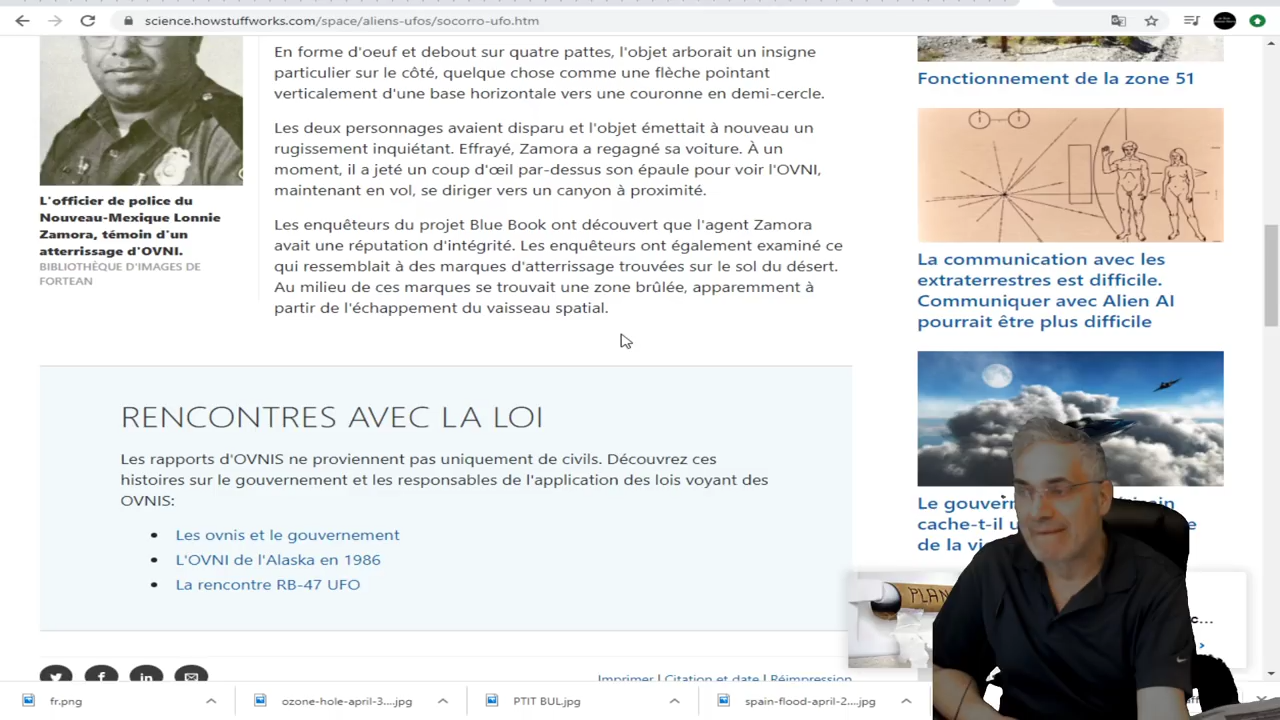 science.howstuffworks.com/space/aliens-ufos/socorro-ufo.htm
En forme d'oeuf et debout sur quatre pattes, l'objet arborait un insigne
particulier sur le côté, quelque chose comme une flèche pointant
verticalement d'une base horizontale vers une couronne en demi-cercle.
Les deux personnages avaient disparu et l'objet émettait à nouveau un
rugissement inquiétant. Effrayé, Zamora a regagné sa voiture. À un
moment, il a jeté un coup d'œil par-dessus son épaule pour voir l'OVNI,
maintenant en vol, se diriger vers un canyon à proximité.
Les enquêteurs du projet Blue Book ont découvert que l'agent Zamora
avait une réputation d'intégrité. Les enquêteurs ont également examiné ce
qui ressemblait à des marques d'atterrissage trouvées sur le sol du désert.
Au milieu de ces marques se trouvait une zone brûlée, apparemment à
partir de l'échappement du vaisseau spatial.
L'officier de police du
Nouveau-Mexique Lonnie
Zamora, témoin d'un
atterrissage d'OVNI.
BIBLIOTHÈQUE D'IMAGES DE
FORTEAN
RENCONTRES AVEC LA LOI
Les rapports d'OVNIS ne proviennent pas uniquement de civils. Découvrez ces
histoires sur le gouvernement et les responsables de l'application des lois voyant des
OVNIS:
• Les ovnis et le gouvernement
• L'OVNI de l'Alaska en 1986
• La rencontre RB-47 UFO
Imprimer | Citation et date | Réimpression
Fonctionnement de la zone 51
La communication avec les
extraterrestres est difficile.
Communiquer avec Alien AI
pourrait être plus difficile
Le
cache-t-il
de la
PLAN
fr.png
ozone-hole-april-3....jpg
PTIT BUL.jpg
spain-flood-april-2....jpg